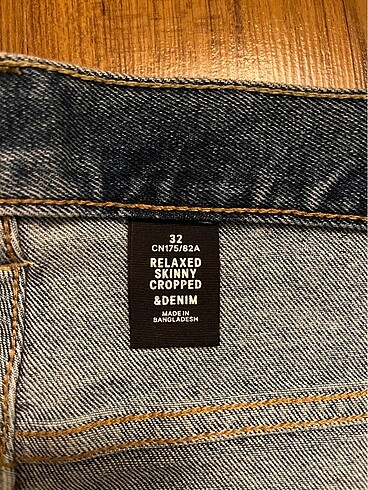 32
CN175/82A
RELAXED
SKINNY
CROPPED
&DENIM
MADE IN
BANGLADESH